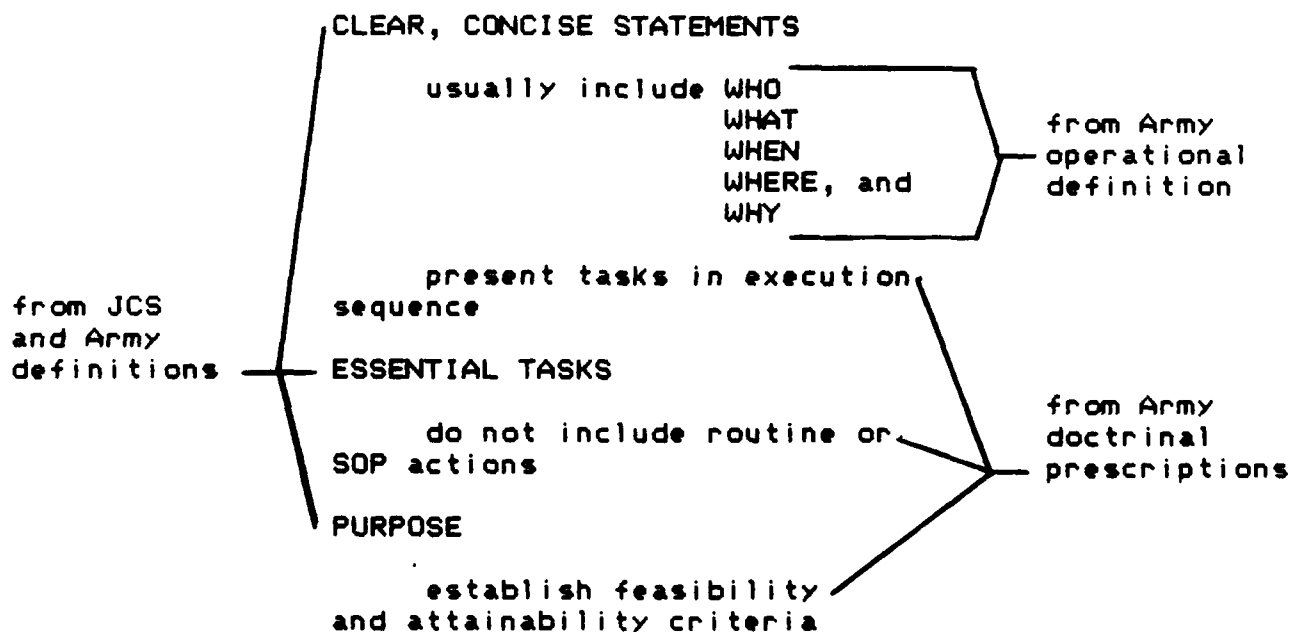 CLEAR, CONCISE STATEMENTS
usually include WHO
WHAT
WHEN
WHERE, and
WHY
from Army
operational
definition
present tasks in execution
sequence
from JCS
and Army
definitions
ESSENTIAL TASKS
do not include routine or
SOP actions
from Army
doctrinal
prescriptions
PURPOSE
establish feasibility
and attainability criteria